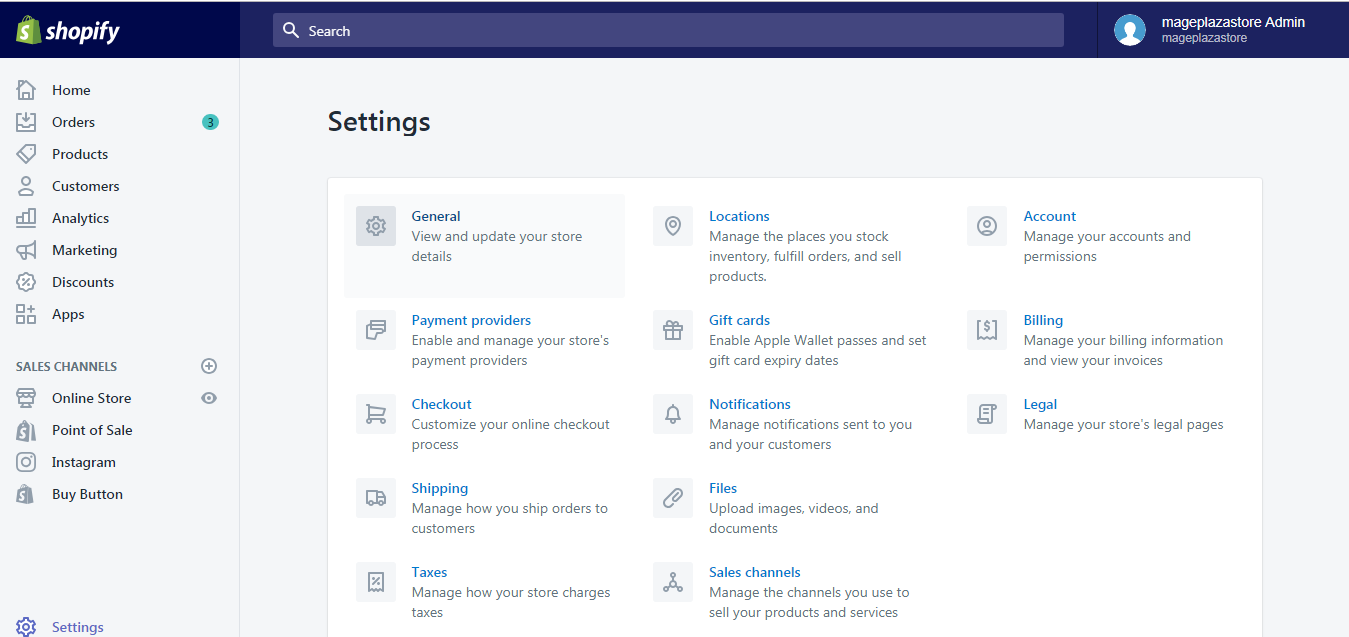 shopify
Search
mageplazastore Admin
mageplazastore
Home
Orders 3
Products
Customers
Analytics
Marketing
Discounts
Apps
SALES CHANNELS
Online Store
Point of Sale
Instagram
Buy Button
Settings
Settings
General
View and update your store
details
Locations
Manage the places you stock
inventory, fulfill orders, and sell
products.
Account
Manage your accounts and
permissions
Payment providers
Enable and manage your store's
payment providers
Gift cards
Enable Apple Wallet passes and set
gift card expiry dates
Billing
Manage your billing information
and view your invoices
Checkout
Customize your online checkout
process
Notifications
Manage notifications sent to you
and your customers
Legal
Manage your store's legal pages
Shipping
Manage how you ship orders to
customers
Files
Upload images, videos, and
documents
Taxes
Manage how your store charges
taxes
Sales channels
Manage the channels you use to
sell your products and services